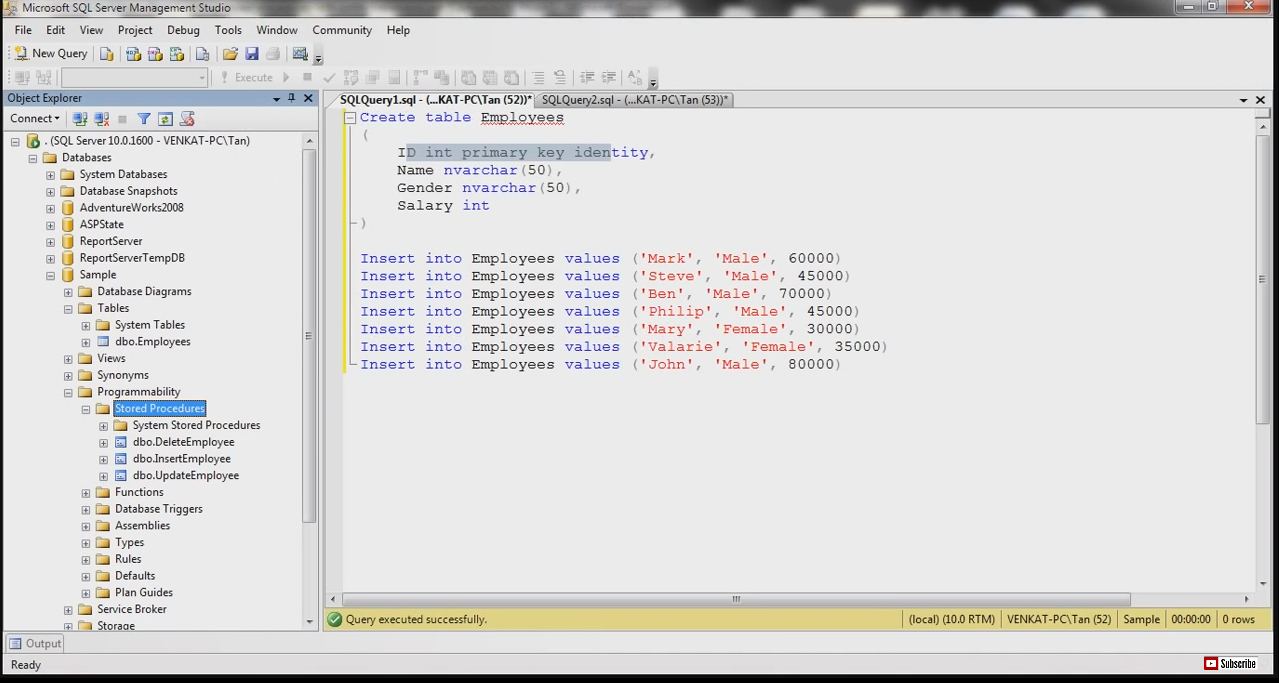 Microsoft SQL Server Management Studio
File Edit View Project Debug Tools Window Community Help
New Query
Execute
Object Explorer
Connect
. (SQL Server 10.0.1600 - VENKAT-PC\Tan)
Databases
System Databases
Database Snapshots
AdventureWorks2008
ASPState
ReportServer
ReportServerTempDB
Sample
Database Diagrams
Tables
System Tables
dbo.Employees
Views
Synonyms
Programmability
Stored Procedures
System Stored Procedures
dbo.DeleteEmployee
dbo.InsertEmployee
dbo.UpdateEmployee
Functions
Database Triggers
Assemblies
Types
Rules
Defaults
Plan Guides
Service Broker
Storage
SQLQuery1.sql - (...KAT-PC\Tan (52))* SQLQuery2.sql - (...KAT-PC\Tan (53))*
Create table Employees
(
ID int primary key identity,
Name nvarchar(50),
Gender nvarchar(50),
Salary int
)
Insert into Employees values ('Mark', 'Male', 60000)
Insert into Employees values ('Steve', 'Male', 45000)
Insert into Employees values ('Ben', 'Male', 70000)
Insert into Employees values ('Philip', 'Male', 45000)
Insert into Employees values ('Mary', 'Female', 30000)
Insert into Employees values ('Valarie', 'Female', 35000)
Insert into Employees values ('John', 'Male', 80000)
Query executed successfully. (local) (10.0 RTM) VENKAT-PC\Tan (52) Sample 00:00:00 0 rows
Output
Ready
Subscribe